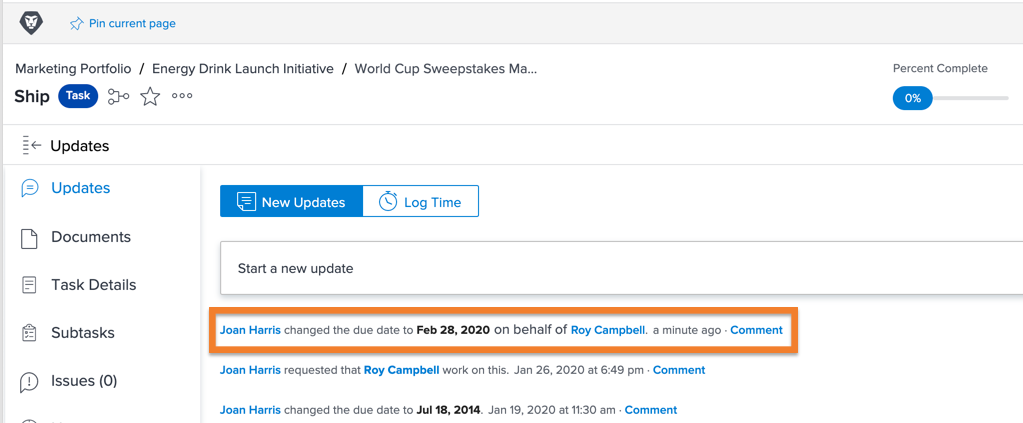 Pin current page
Marketing Portfolio / Energy Drink Launch Initiative / World Cup Sweepstakes Ma...
Percent Complete
Ship Task
0%
Updates
Updates
New Updates Log Time
Documents
Start a new update
Task Details
Joan Harris changed the due date to Feb 28, 2020 on behalf of Roy Campbell. a minute ago · Comment
Subtasks
Joan Harris requested that Roy Campbell work on this. Jan 26, 2020 at 6:49 pm · Comment
Issues (0)
Joan Harris changed the due date to Jul 18, 2014. Jan 19, 2020 at 11:30 am · Comment